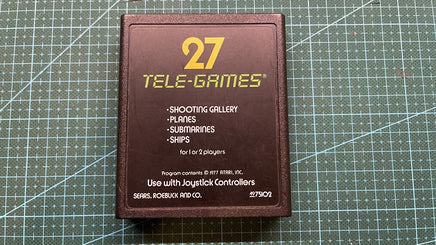 27
TELE-GAMES®
·SHOOTING GALLERY
·PLANES
·SUBMARINES
·SHIPS
for 1 or 2 players
Program contents © 1977 ATARI, INC.
Use with Joystick Controllers
SEARS, ROEBUCK AND CO.